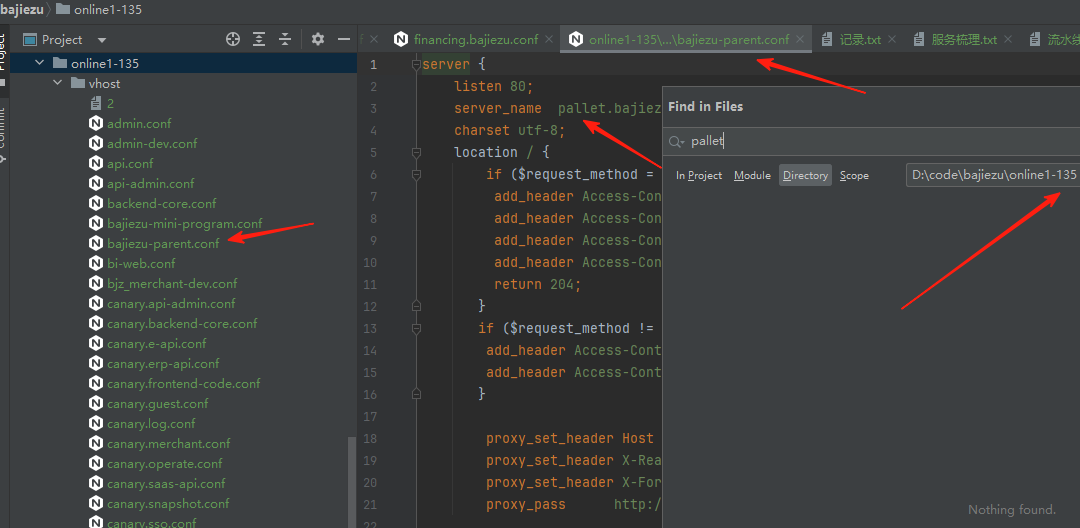 bajiezu
online1-135
Project
financing.bajiezu.conf
online1-135\...\bajiezu-parent.conf
记录.txt
服务梳理.txt
流水线
online1-135
vhost
2
admin.conf
admin-dev.conf
api.conf
api-admin.conf
backend-core.conf
bajiezu-mini-program.conf
bajiezu-parent.conf
bi-web.conf
bjz_merchant-dev.conf
canary.api-admin.conf
canary.backend-core.conf
canary.e-api.conf
canary.erp-api.conf
canary.frontend-code.conf
canary.guest.conf
canary.log.conf
canary.merchant.conf
canary.operate.conf
canary.saas-api.conf
canary.snapshot.conf
canary.sso.conf
1 server {
2 listen 80;
3 server_name pallet.bajiez
4 charset utf-8;
5 location / {
6 if ($request_method =
7 add_header Access-Con
8 add_header Access-Con
9 add_header Access-Con
10 add_header Access-Con
11 return 204;
12 }
13 if ($request_method !=
14 add_header Access-Cont
15 add_header Access-Cont
16 }
17
18 proxy_set_header Host
19 proxy_set_header X-Rea
20 proxy_set_header X-For
21 proxy_pass http:/
22
Find in Files
pallet
In Project Module Directory Scope D:\code\bajiezu\online1-135
Nothing found.